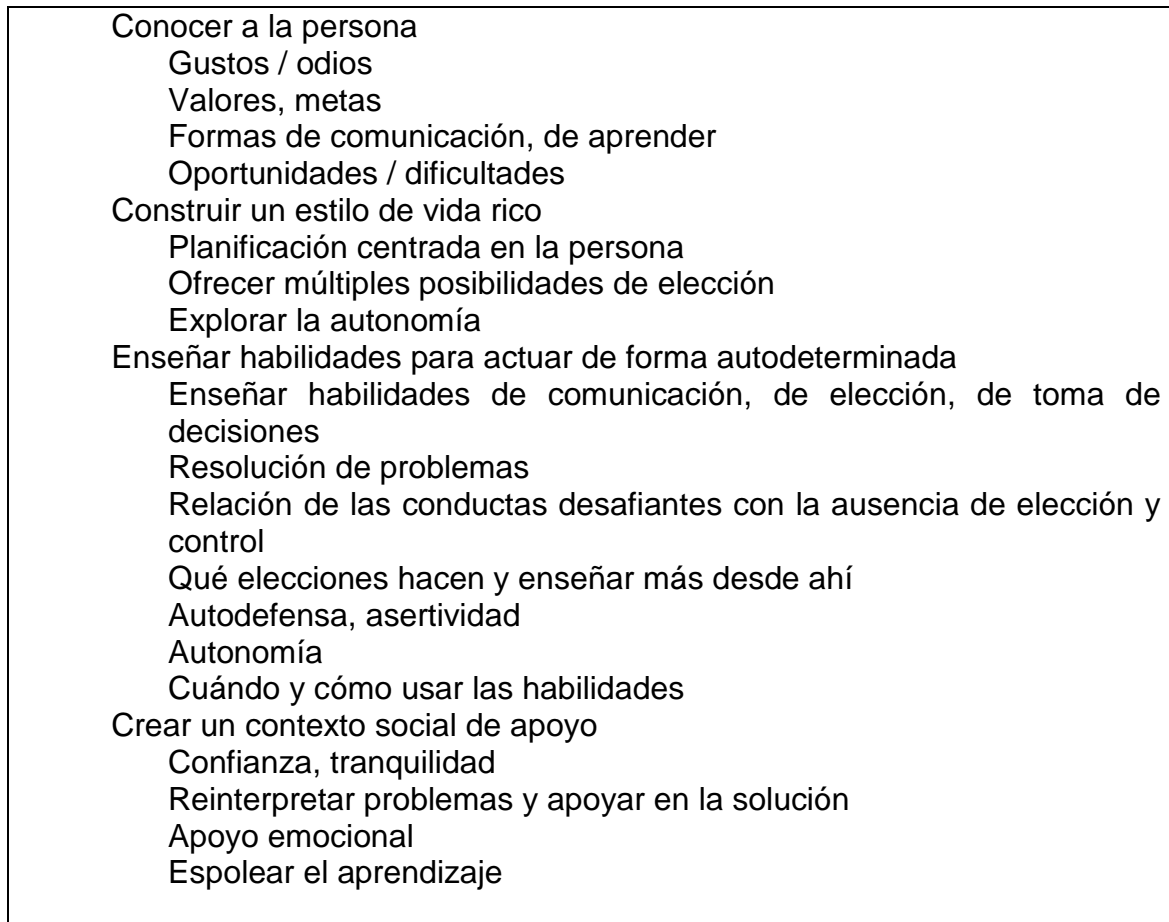 Conocer a la persona
Gustos / odios
Valores, metas
Formas de comunicación, de aprender
Oportunidades / dificultades
Construir un estilo de vida rico
Planificación centrada en la persona
Ofrecer múltiples posibilidades de elección
Explorar la autonomía
Enseñar habilidades para actuar de forma autodeterminada
Enseñar habilidades de comunicación, de elección, de toma de
decisiones
Resolución de problemas
Relación de las conductas desafiantes con la ausencia de elección y
control
Qué elecciones hacen y enseñar más desde ahí
Autodefensa, asertividad
Autonomía
Cuándo y cómo usar las habilidades
Crear un contexto social de apoyo
Confianza, tranquilidad
Reinterpretar problemas y apoyar en la solución
Apoyo emocional
Espolear el aprendizaje